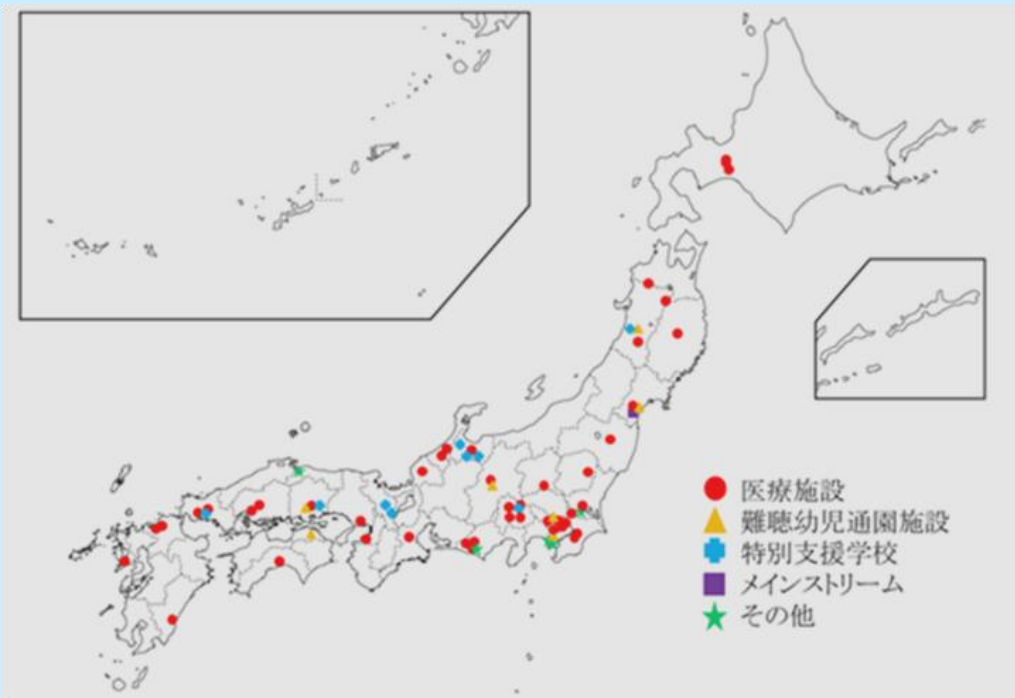 医療施設
難聴幼児通園施設
特別支援学校
メインストリーム
その他